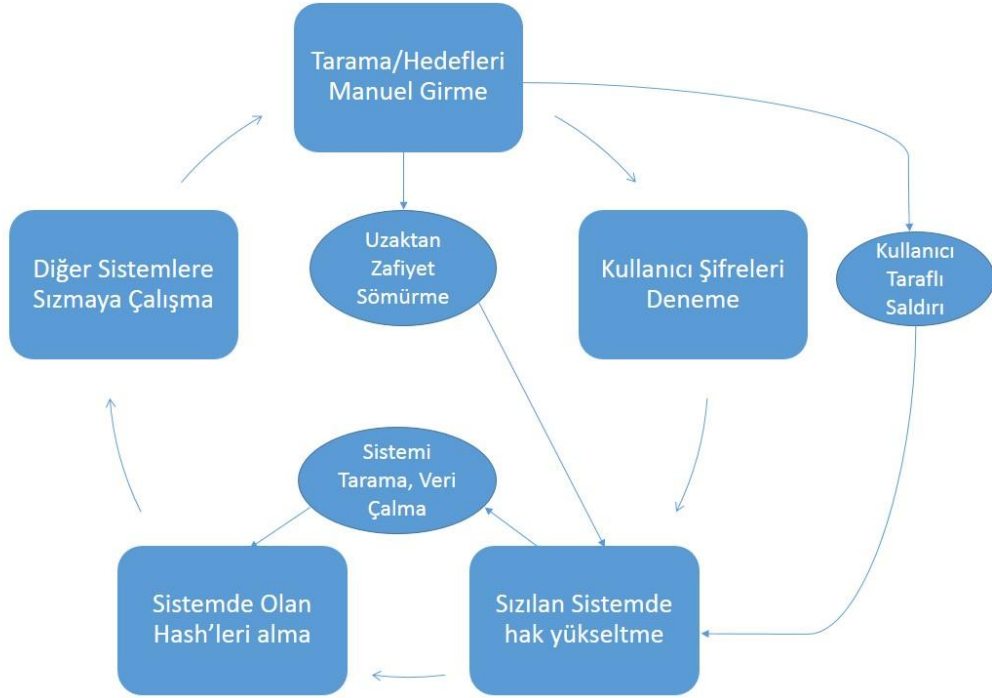 Tarama/Hedefleri
Manuel Girme
Diğer Sistemlere
Sızmaya Çalışma
Uzaktan
Zafiyet
Sömürme
Kullanıcı Şifreleri
Deneme
Kullanıcı
Taraflı
Saldırı
Sistemi
Tarama, Veri
Çalma
Sistemde Olan
Hash’leri alma
Sızılan Sistemde
hak yükseltme